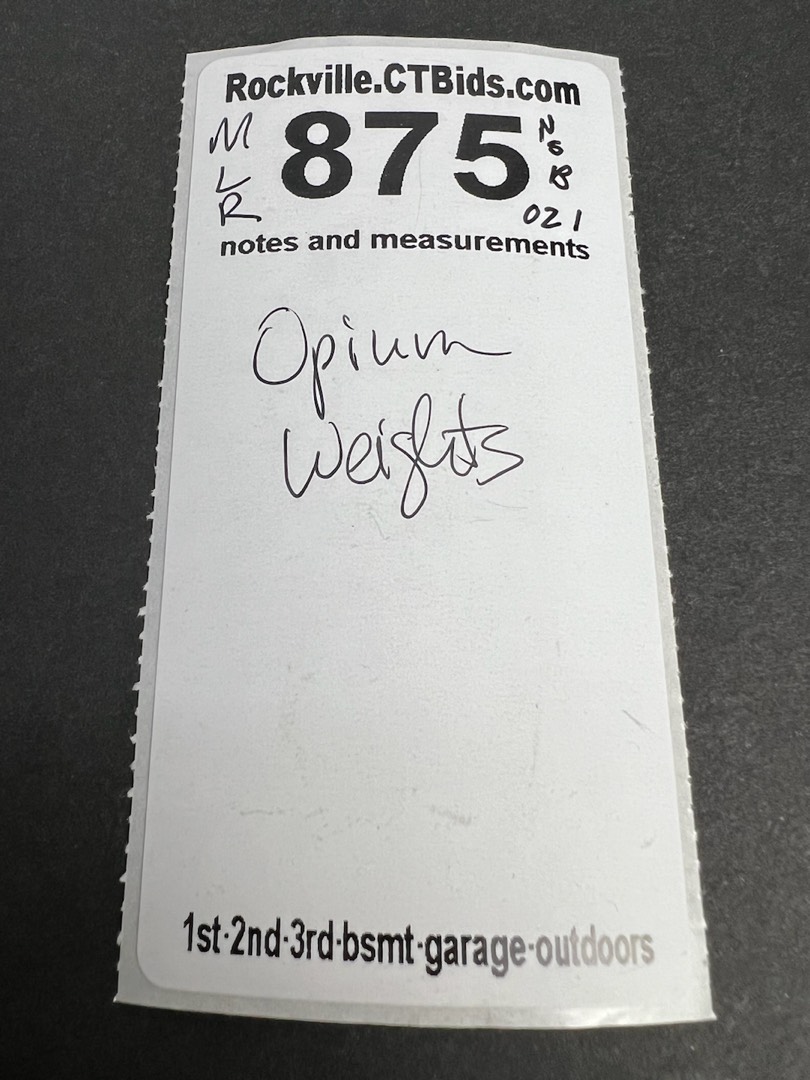 Rockville.CTBids.com
M 875 N
L S
R B
021
notes and measurements
Opium
Weights
1st·2nd·3rd·bsmt·garage·outdoors